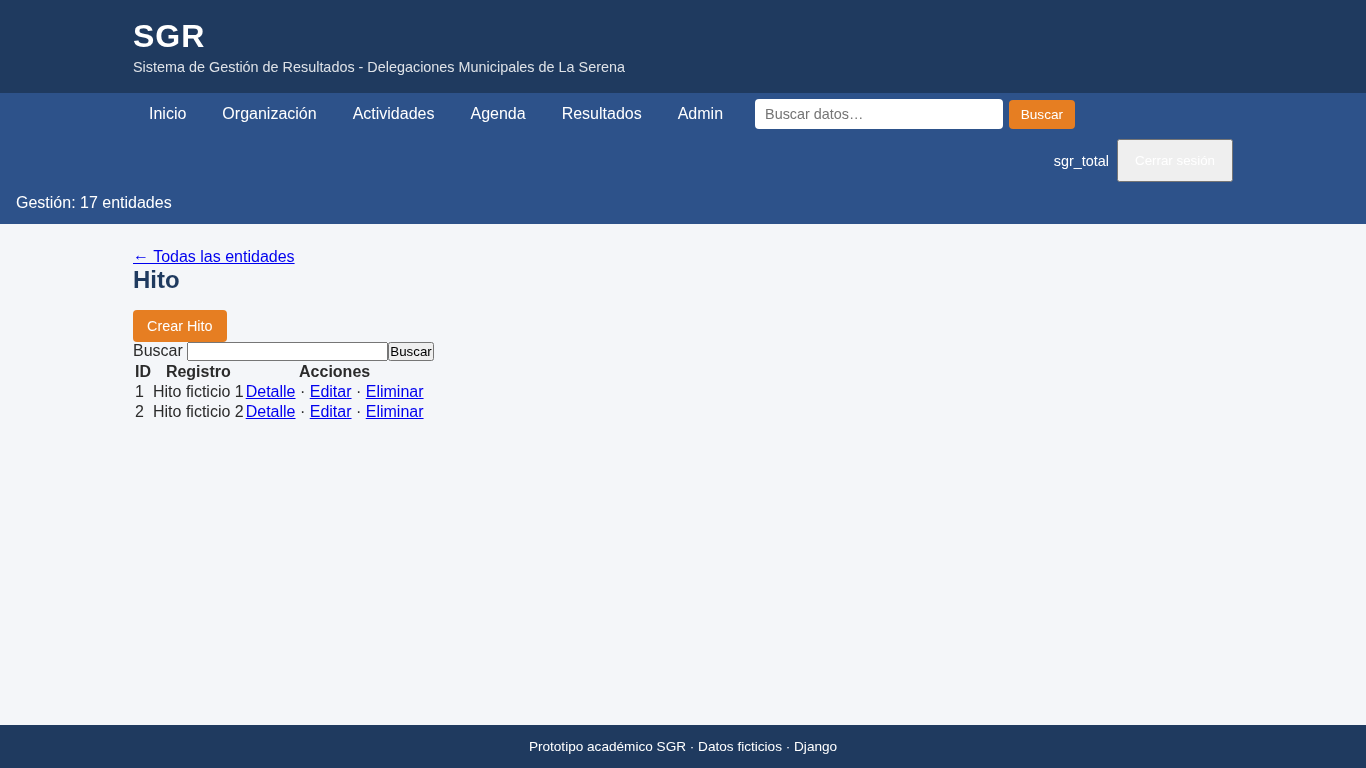 SGR
Sistema de Gestión de Resultados - Delegaciones Municipales de La Serena
Inicio Organización Actividades Agenda Resultados Admin Buscar datos… Buscar
sgr_total Cerrar sesión
Gestión: 17 entidades
← Todas las entidades
Hito
Crear Hito
Buscar Buscar
ID Registro Acciones
1 Hito ficticio 1 Detalle · Editar · Eliminar
2 Hito ficticio 2 Detalle · Editar · Eliminar
Prototipo académico SGR · Datos ficticios · Django